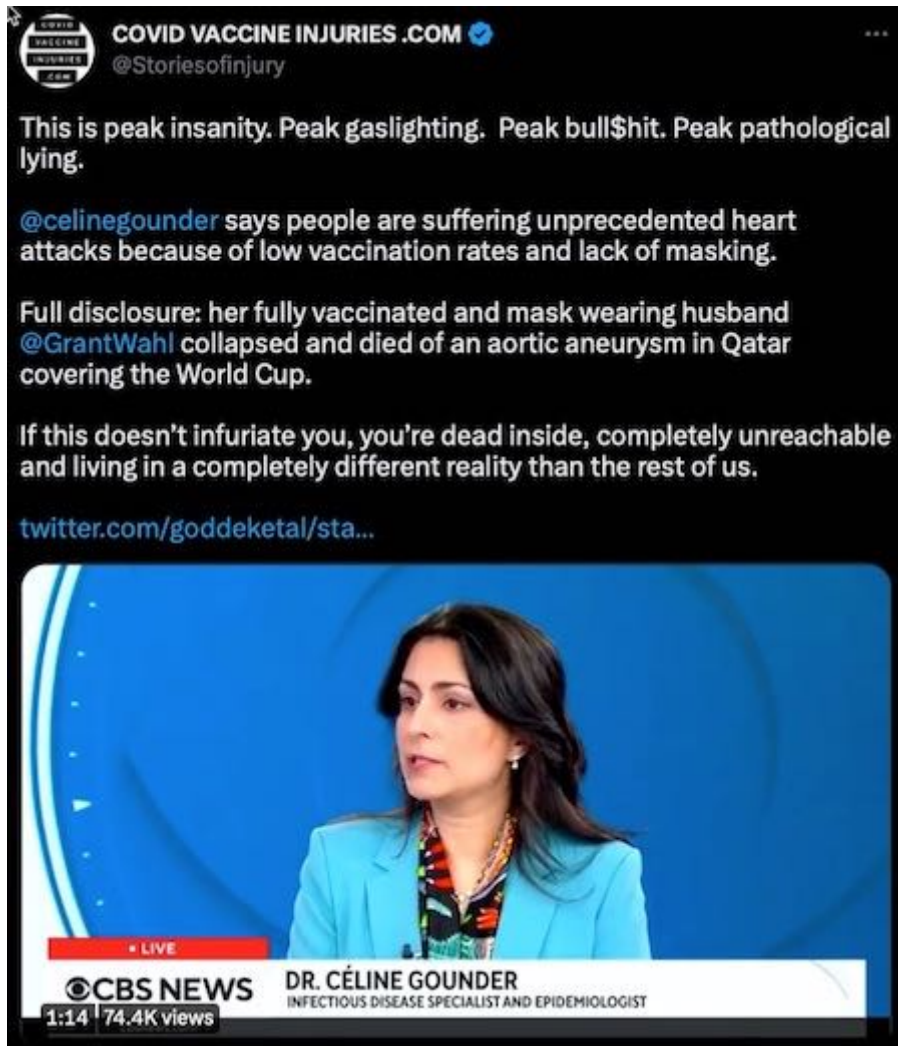 COVID
VACCINE
INJURIES
.COM
COVID VACCINE INJURIES .COM
@Storiesofinjury
This is peak insanity. Peak gaslighting. Peak bull$hit. Peak pathological
lying.
@celinegounder says people are suffering unprecedented heart
attacks because of low vaccination rates and lack of masking.
Full disclosure: her fully vaccinated and mask wearing husband
@GrantWahl collapsed and died of an aortic aneurysm in Qatar
covering the World Cup.
If this doesn't infuriate you, you're dead inside, completely unreachable
and living in a completely different reality than the rest of us.
twitter.com/goddeketal/sta...
• LIVE
CBS NEWS
DR. CÉLINE GOUNDER
INFECTIOUS DISEASE SPECIALIST AND EPIDEMIOLOGIST
1:14 74.4K views